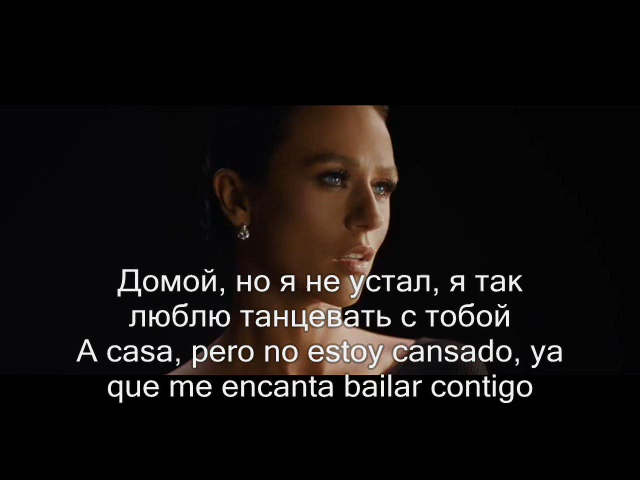 Домой, но я не устал, я так
люблю танцевать с тобой
A casa, pero no estoy cansado, ya
que me encanta bailar contigo